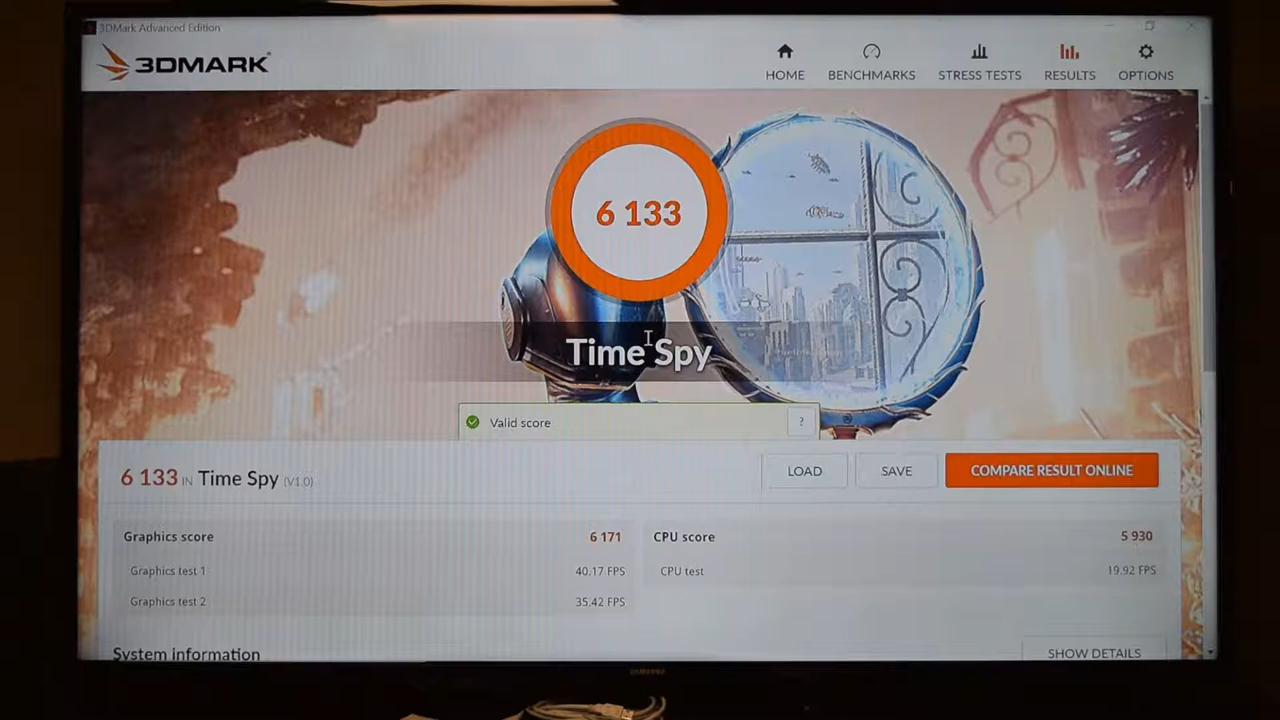 3DMark Advanced Edition
3DMARK
HOME BENCHMARKS STRESS TESTS RESULTS OPTIONS
6 133
Time Spy
Valid score ?
6 133 IN Time Spy (V1.0)
LOAD SAVE COMPARE RESULT ONLINE
Graphics score 6 171 CPU score 5 930
Graphics test 1 40.17 FPS CPU test 19.92 FPS
Graphics test 2 35.42 FPS
System information SHOW DETAILS
SAMSUNG